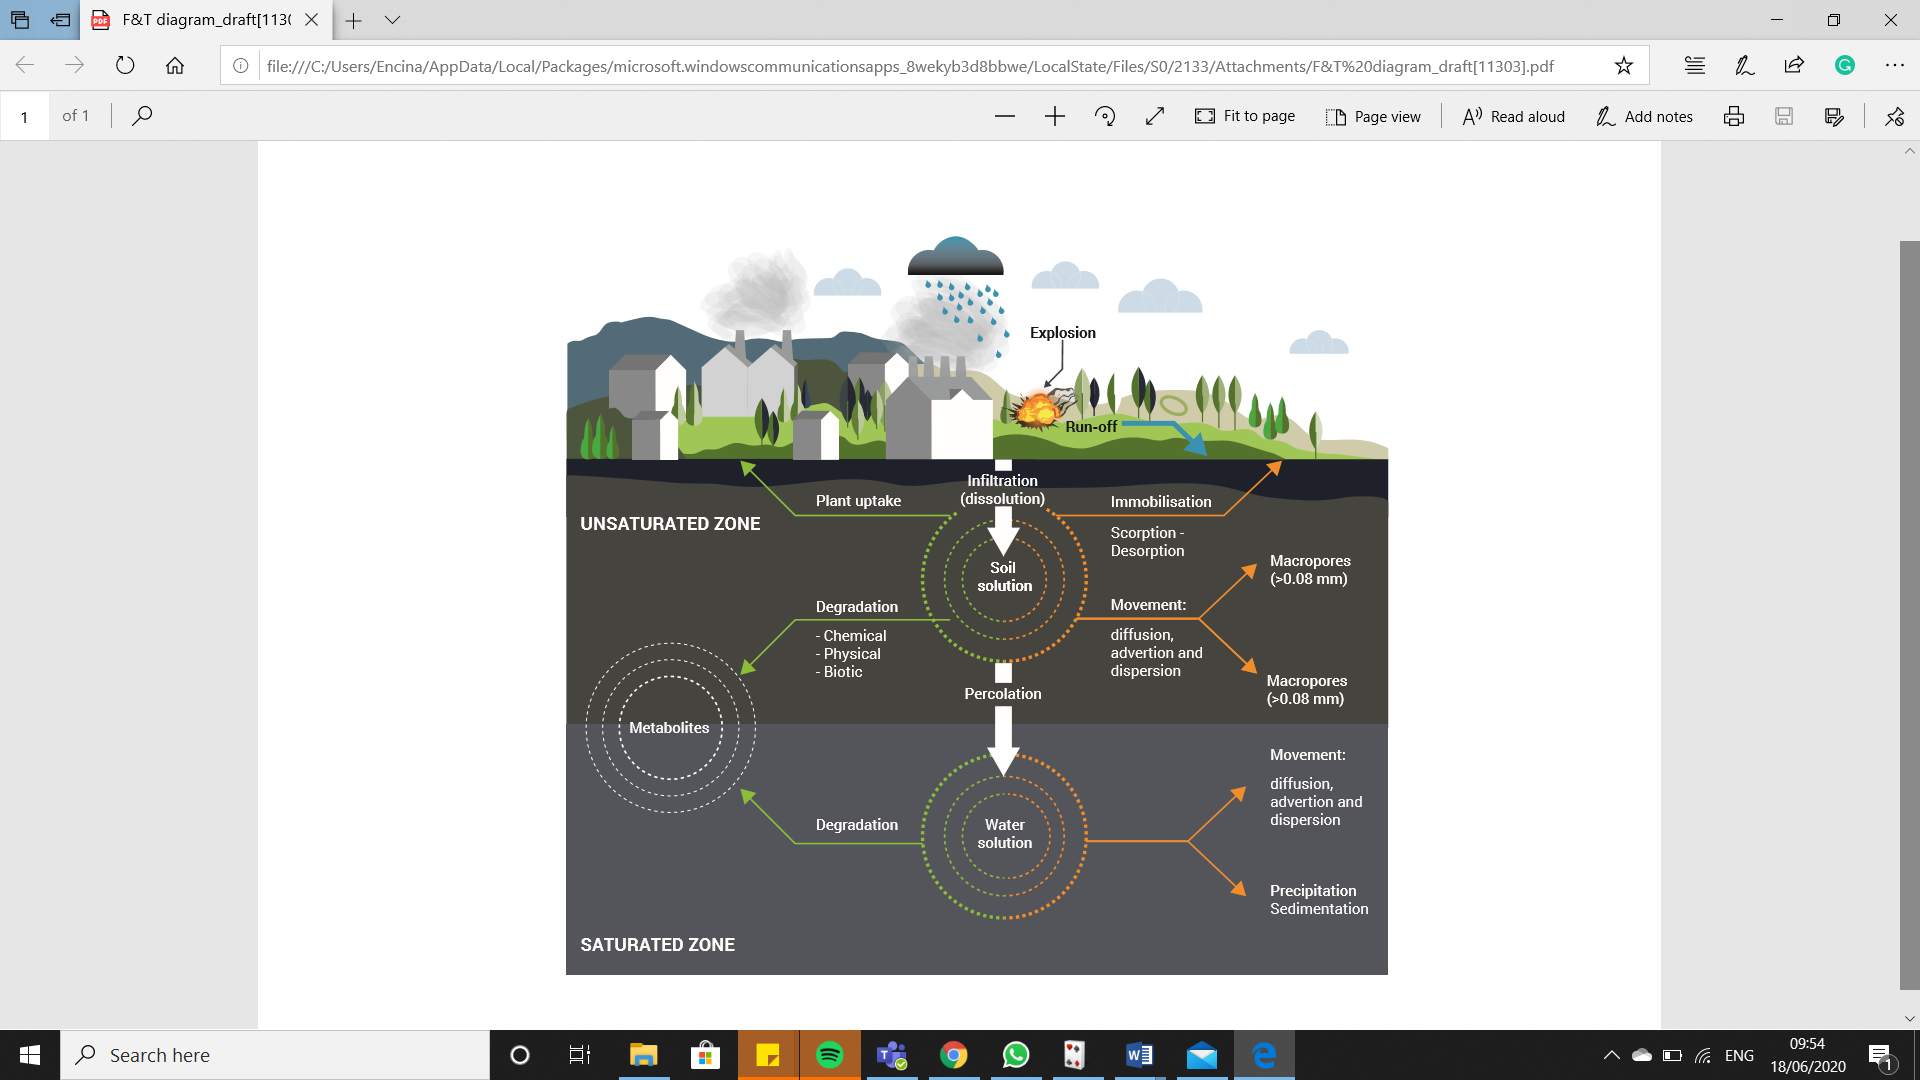 F&T diagram_draft[1130
file:///C:/Users/Encina/AppData/Local/Packages/microsoft.windowscommunicationsapps_8wekyb3d8bbwe/LocalState/Files/S0/2133/Attachments/F&T%20diagram_draft[11303].pdf
1 of 1
Fit to page
Page view
Read aloud
Add notes
Explosion
Run-off
Infiltration
(dissolution)
Plant uptake
Immobilisation
UNSATURATED ZONE
Scorption -
Desorption
Macropores
(>0.08 mm)
Soil
solution
Degradation
- Chemical
- Physical
- Biotic
Movement:
diffusion,
advertion and
dispersion
Macropores
(>0.08 mm)
Percolation
Metabolites
Movement:
diffusion,
advertion and
dispersion
Degradation
Water
solution
Precipitation
Sedimentation
SATURATED ZONE
Search here
ENG
09:54
18/06/2020
1